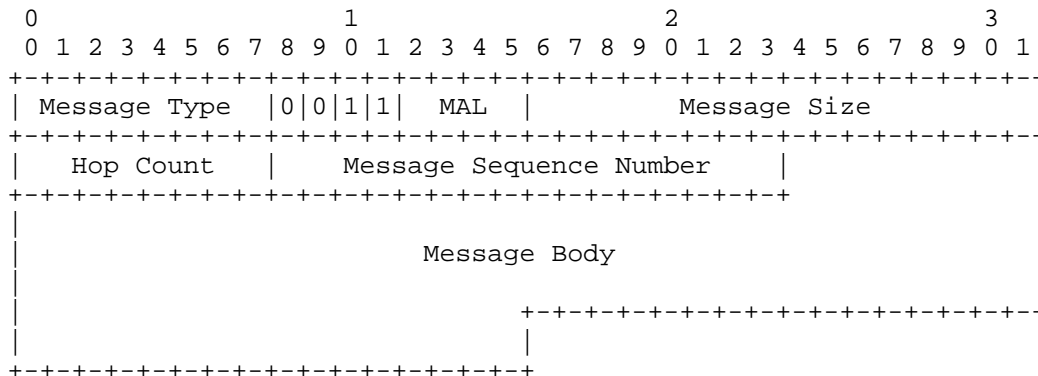 0                   1                   2                   3
 0 1 2 3 4 5 6 7 8 9 0 1 2 3 4 5 6 7 8 9 0 1 2 3 4 5 6 7 8 9 0 1
+-+-+-+-+-+-+-+-+-+-+-+-+-+-+-+-+-+-+-+-+-+-+-+-+-+-+-+-+-+-+-+--
| Message Type  |0|0|1|1|  MAL  |         Message Size
+-+-+-+-+-+-+-+-+-+-+-+-+-+-+-+-+-+-+-+-+-+-+-+-+-+-+-+-+-+-+-+--
|   Hop Count   |    Message Sequence Number    |
+-+-+-+-+-+-+-+-+-+-+-+-+-+-+-+-+-+-+-+-+-+-+-+-+
|
|                         Message Body
|
|                               +-+-+-+-+-+-+-+-+-+-+-+-+-+-+-+--
|                               |
+-+-+-+-+-+-+-+-+-+-+-+-+-+-+-+-+